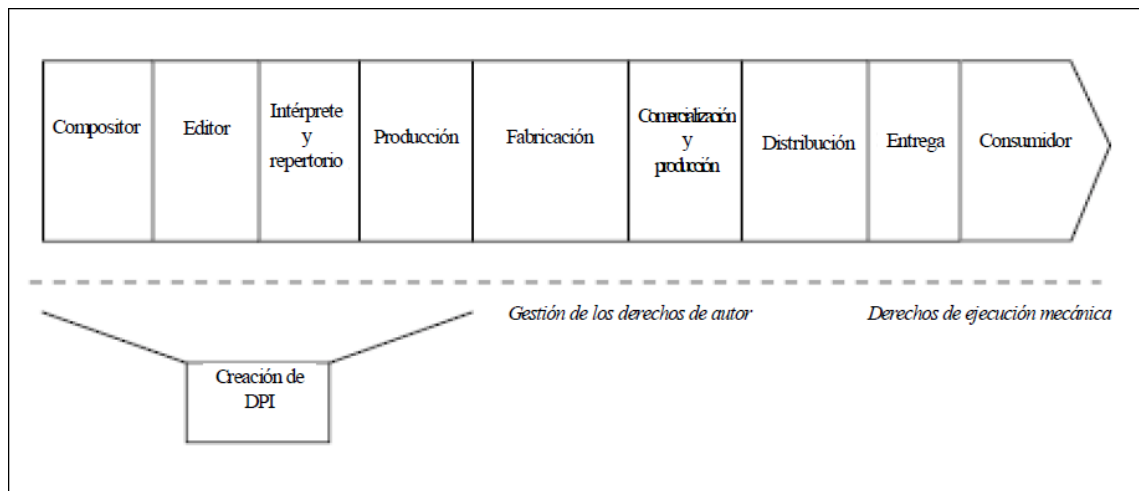 Compositor
Editor
Intérprete
y
repertorio
Producción
Fabricación
Comercialización
y
producción
Distribución
Entrega
Consumidor
Gestión de los derechos de autor
Derechos de ejecución mecánica
Creación de
DPI